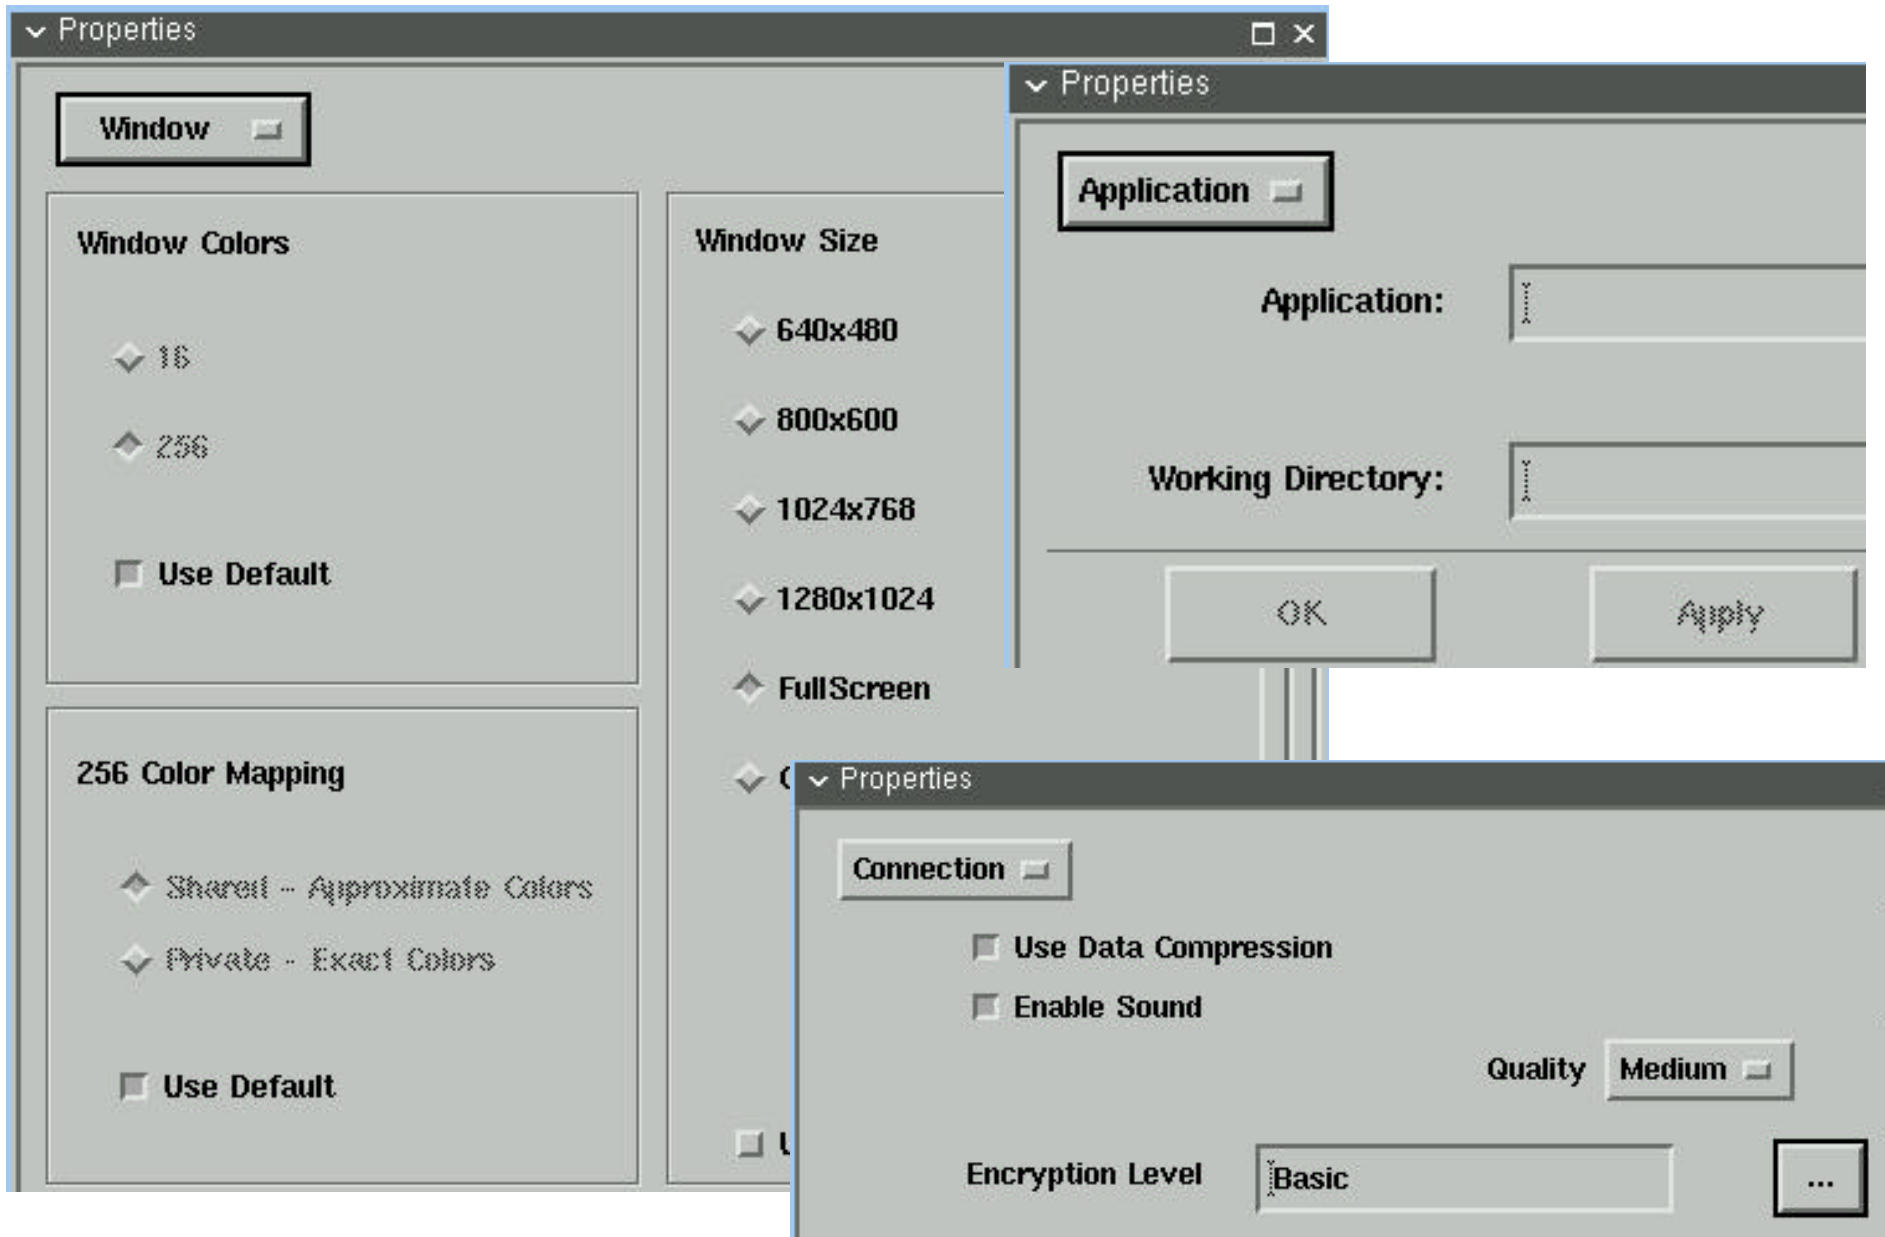 Properties
Window
Window Colors
16
256
Use Default
256 Color Mapping
Shared - Approximate Colors
Private - Exact Colors
Use Default
Window Size
640x480
800x600
1024x768
1280x1024
FullScreen
Properties
Application
Application:
Working Directory:
OK
Apply
Properties
Connection
Use Data Compression
Enable Sound
Quality Medium
Encryption Level Basic ...